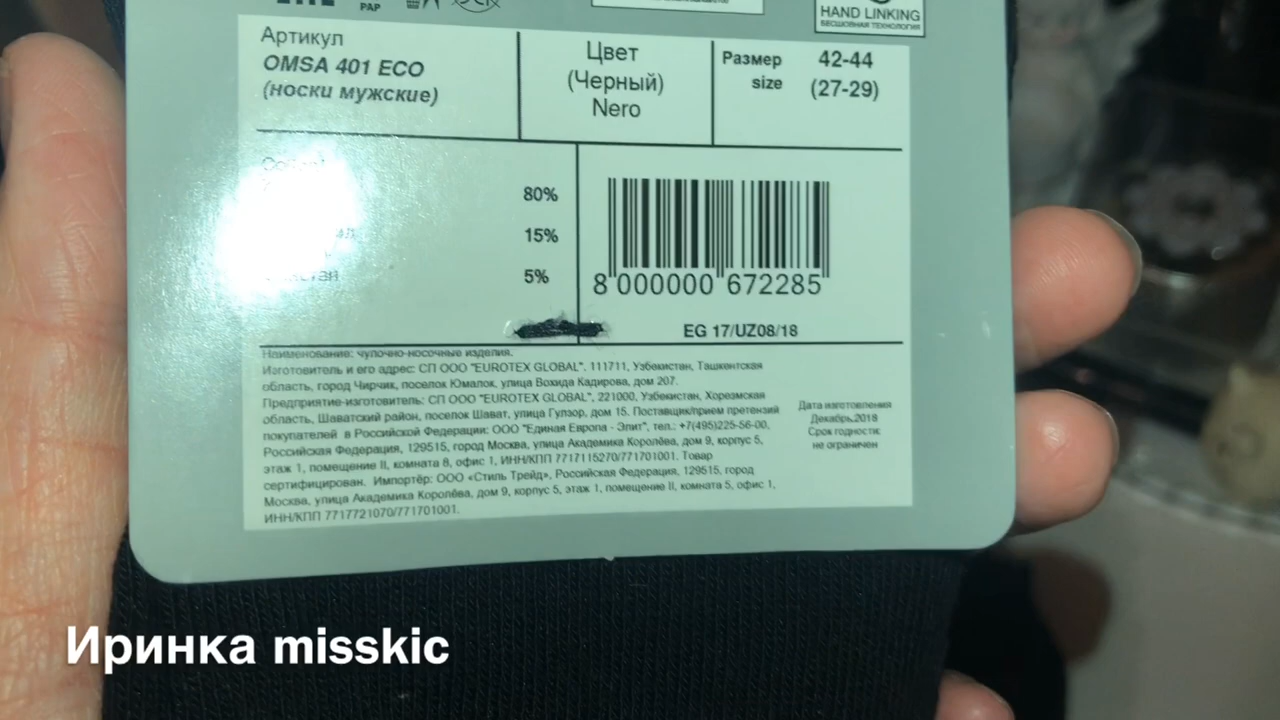 PAP
HAND LINKING
БЕСШОВНАЯ ТЕХНОЛОГИЯ
Артикул
OMSA 401 ECO
(носки мужские)
Цвет
(Черный)
Nero
Размер 42-44
size (27-29)
80%
15%
5%
8 000000 672285
EG 17/UZ08/18
Наименование: чулочно-носочные изделия.
Изготовитель и его адрес: СП ООО "EUROTEX GLOBAL". 111711, Узбекистан, Ташкентская
область, город Чирчик, поселок Юмалок, улица Вохида Кадирова, дом 207.
Предприятие-изготовитель: СП ООО "EUROTEX GLOBAL", 221000, Узбекистан, Хорезмская
область, Шаватский район, поселок Шават, улица Гулзор, дом 15. Поставщик/прием претензий
покупателей в Российской Федерации: ООО "Единая Европа - Элит", тел.: +7(495)225-56-00,
Российская Федерация, 129515, город Москва, улица Академика Королёва, дом 9, корпус 5,
этаж 1, помещение II, комната 8, офис 1, ИНН/КПП 7717115270/771701001. Товар
сертифицирован. Импортёр: ООО «Стиль Трейд», Российская Федерация, 129515, город
Москва, улица Академика Королёва, дом 9, корпус 5, этаж 1, помещение II, комната 5, офис 1,
ИНН/КПП 7717721070/771701001.
Дата изготовления
Декабрь,2018
Срок годности:
не ограничен
Иринка misskic